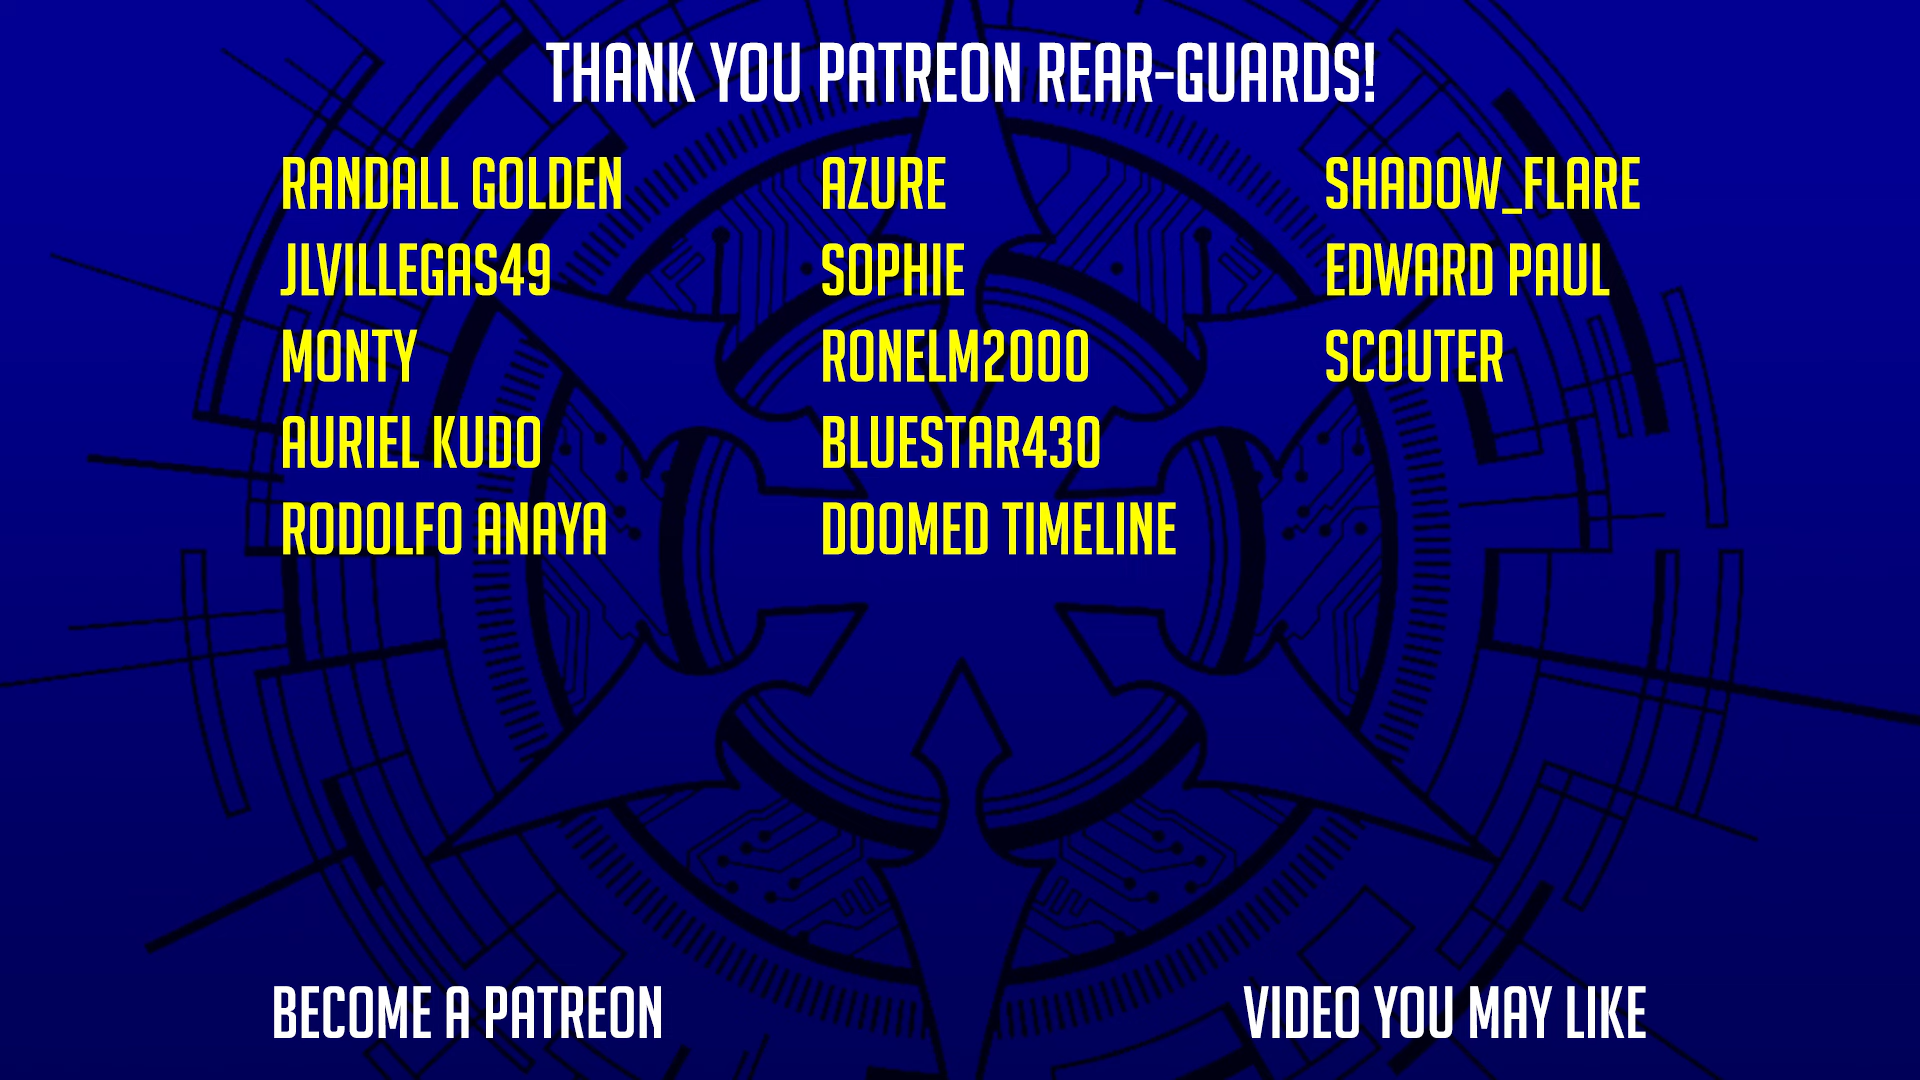 THANK YOU PATREON REAR-GUARDS!
RANDALL GOLDEN
JLVILLEGAS49
MONTY
AURIEL KUDO
RODOLFO ANAYA
AZURE
SOPHIE
RONELM2000
BLUESTAR430
DOOMED TIMELINE
SHADOW_FLARE
EDWARD PAUL
SCOUTER
BECOME A PATREON
VIDEO YOU MAY LIKE